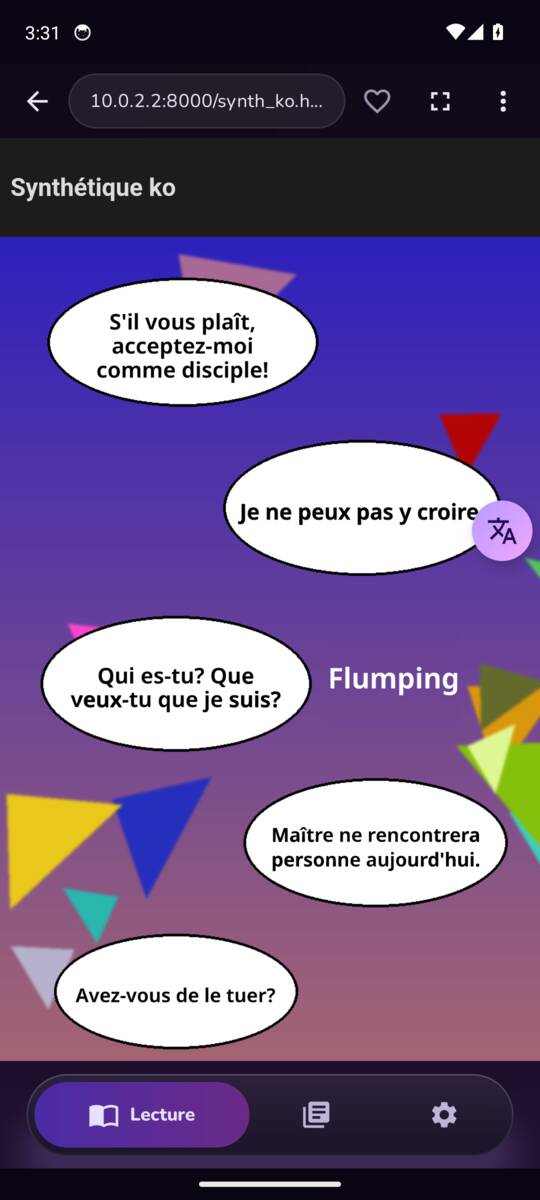 3:31
10.0.2.2:8000/synth_ko.h...
Synthétique ko
S'il vous plaît,
acceptez-moi
comme disciple!
Je ne peux pas y croire
Qui es-tu? Que
veux-tu que je suis?
Flumping
Maître ne rencontrera
personne aujourd'hui.
Avez-vous de le tuer?
Lecture